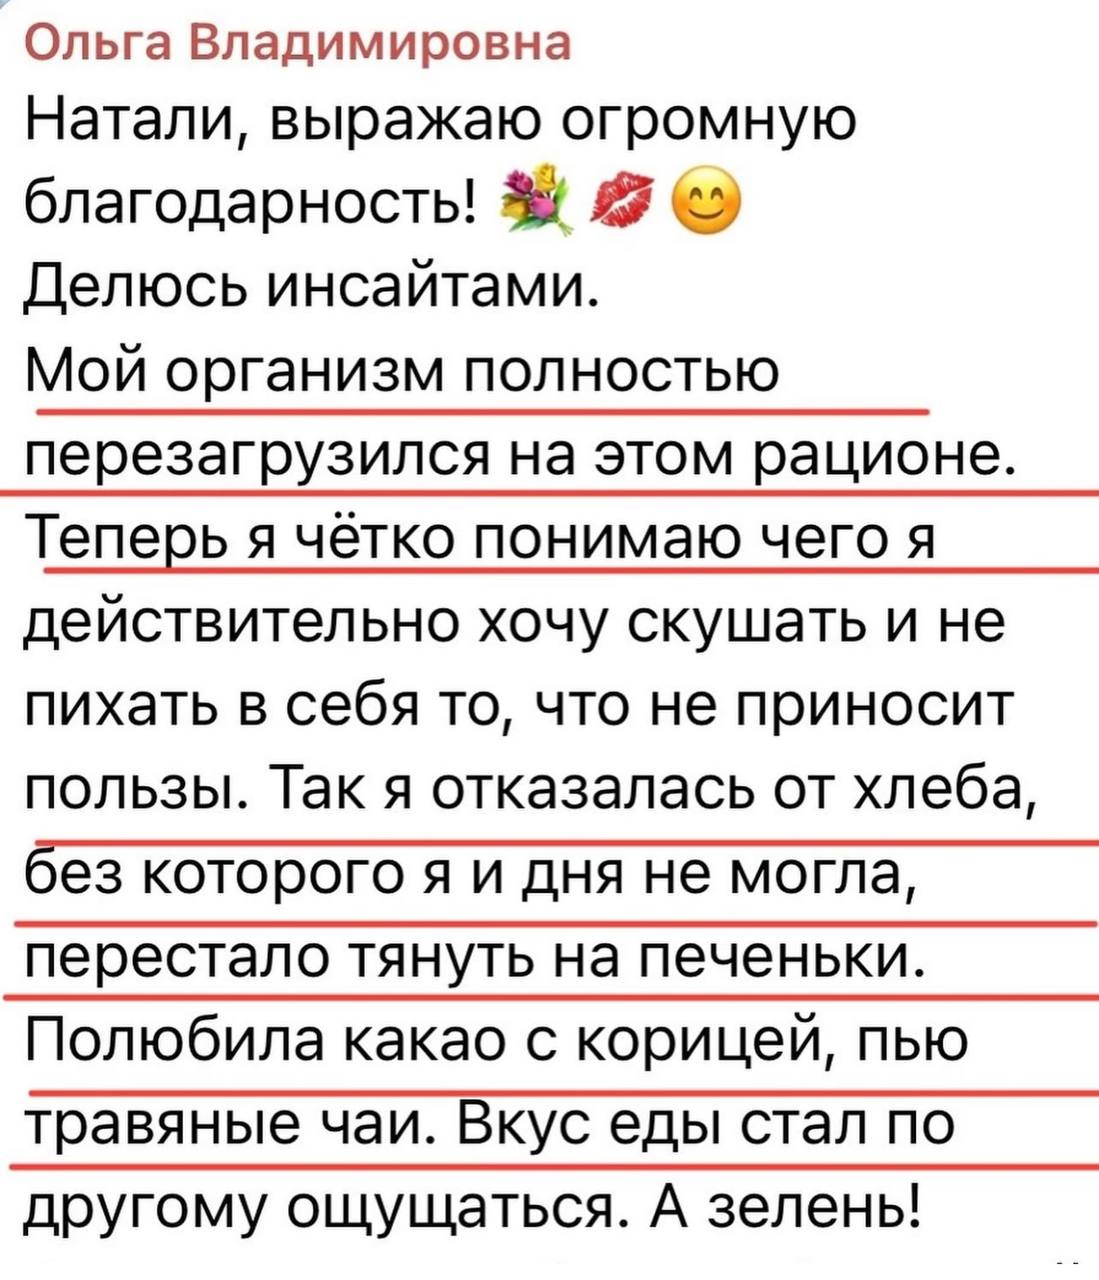 Ольга Владимировна
Натали, выражаю огромную
благодарность! 💐 💋 😊
Делюсь инсайтами.
Мой организм полностью
перезагрузился на этом рационе.
Теперь я чётко понимаю чего я
действительно хочу скушать и не
пихать в себя то, что не приносит
пользы. Так я отказалась от хлеба,
без которого я и дня не могла,
перестало тянуть на печеньки.
Полюбила какао с корицей, пью
травяные чаи. Вкус еды стал по
другому ощущаться. А зелень!